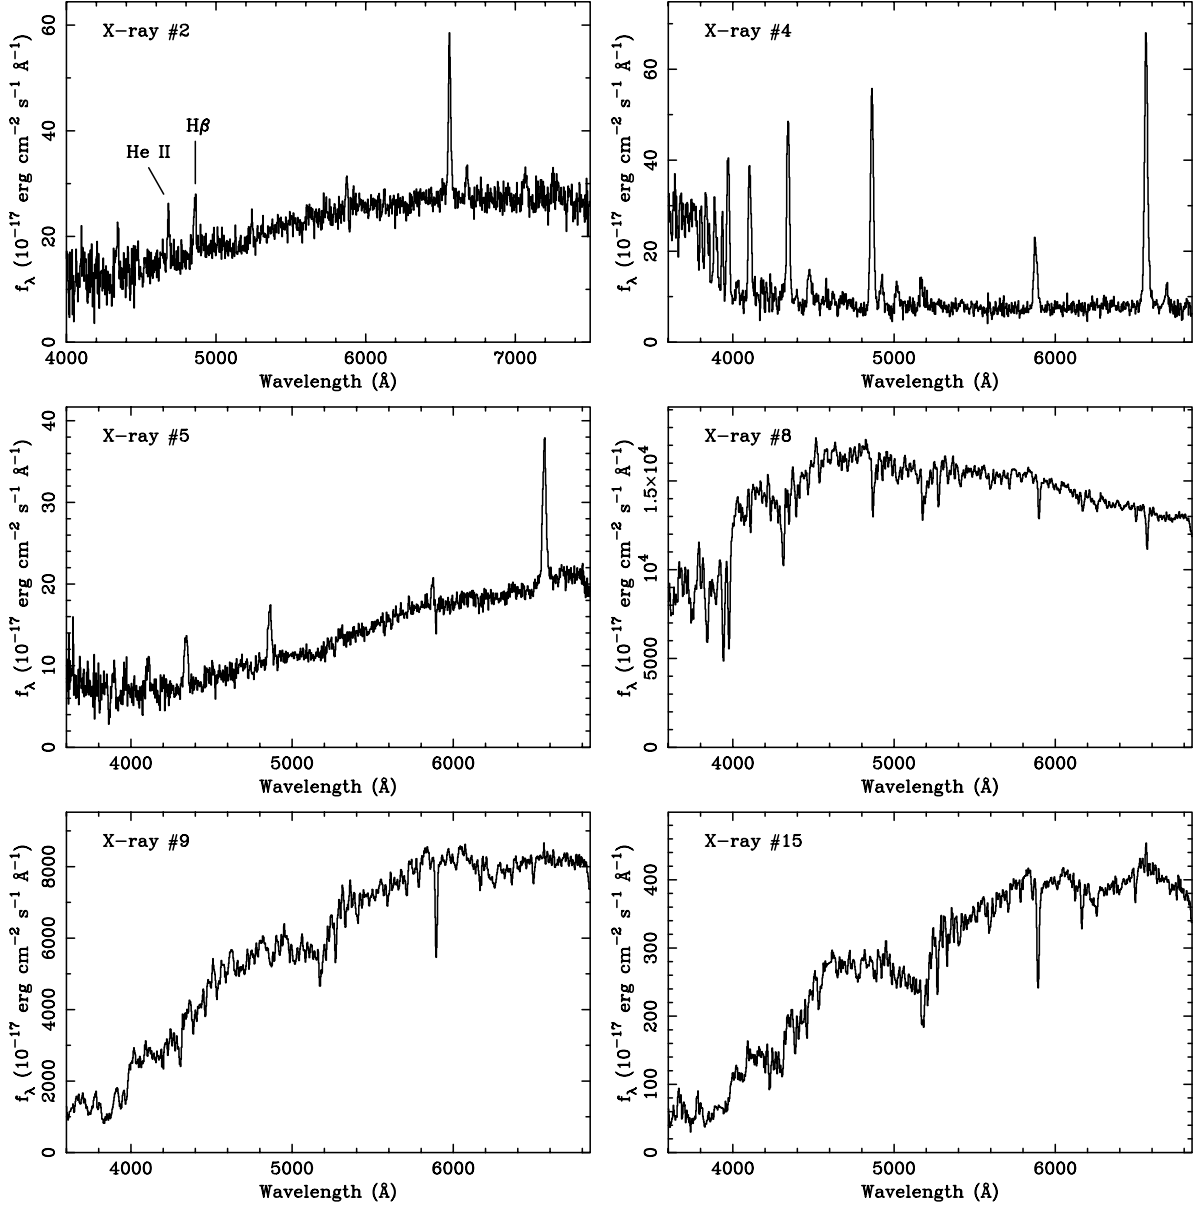 X-ray #2
Hβ
He II
60
40
20
0
f_λ (10⁻¹⁷ erg cm⁻² s⁻¹ Å⁻¹)
4000 5000 6000 7000
Wavelength (Å)
X-ray #4
60
40
20
0
f_λ (10⁻¹⁷ erg cm⁻² s⁻¹ Å⁻¹)
4000 5000 6000
Wavelength (Å)
X-ray #5
40
30
20
10
0
f_λ (10⁻¹⁷ erg cm⁻² s⁻¹ Å⁻¹)
4000 5000 6000
Wavelength (Å)
X-ray #8
1.5×10⁴
10⁴
5000
0
f_λ (10⁻¹⁷ erg cm⁻² s⁻¹ Å⁻¹)
4000 5000 6000
Wavelength (Å)
X-ray #9
8000
6000
4000
2000
0
f_λ (10⁻¹⁷ erg cm⁻² s⁻¹ Å⁻¹)
4000 5000 6000
Wavelength (Å)
X-ray #15
400
300
200
100
0
f_λ (10⁻¹⁷ erg cm⁻² s⁻¹ Å⁻¹)
4000 5000 6000
Wavelength (Å)